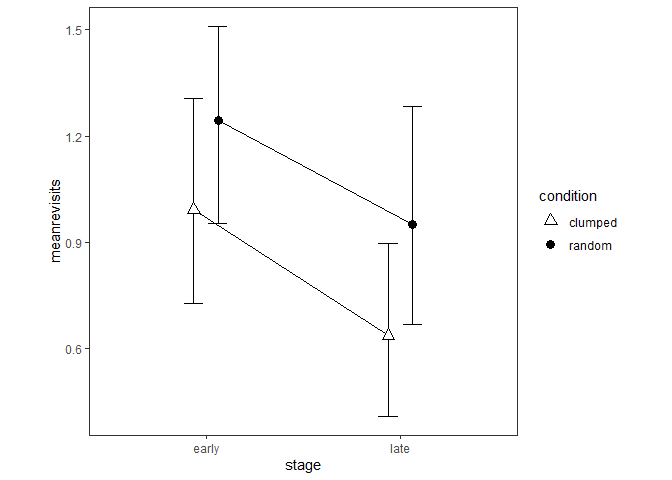 1.5
1.2
0.9
0.6
meanrevisits
early
late
stage
condition
clumped
random